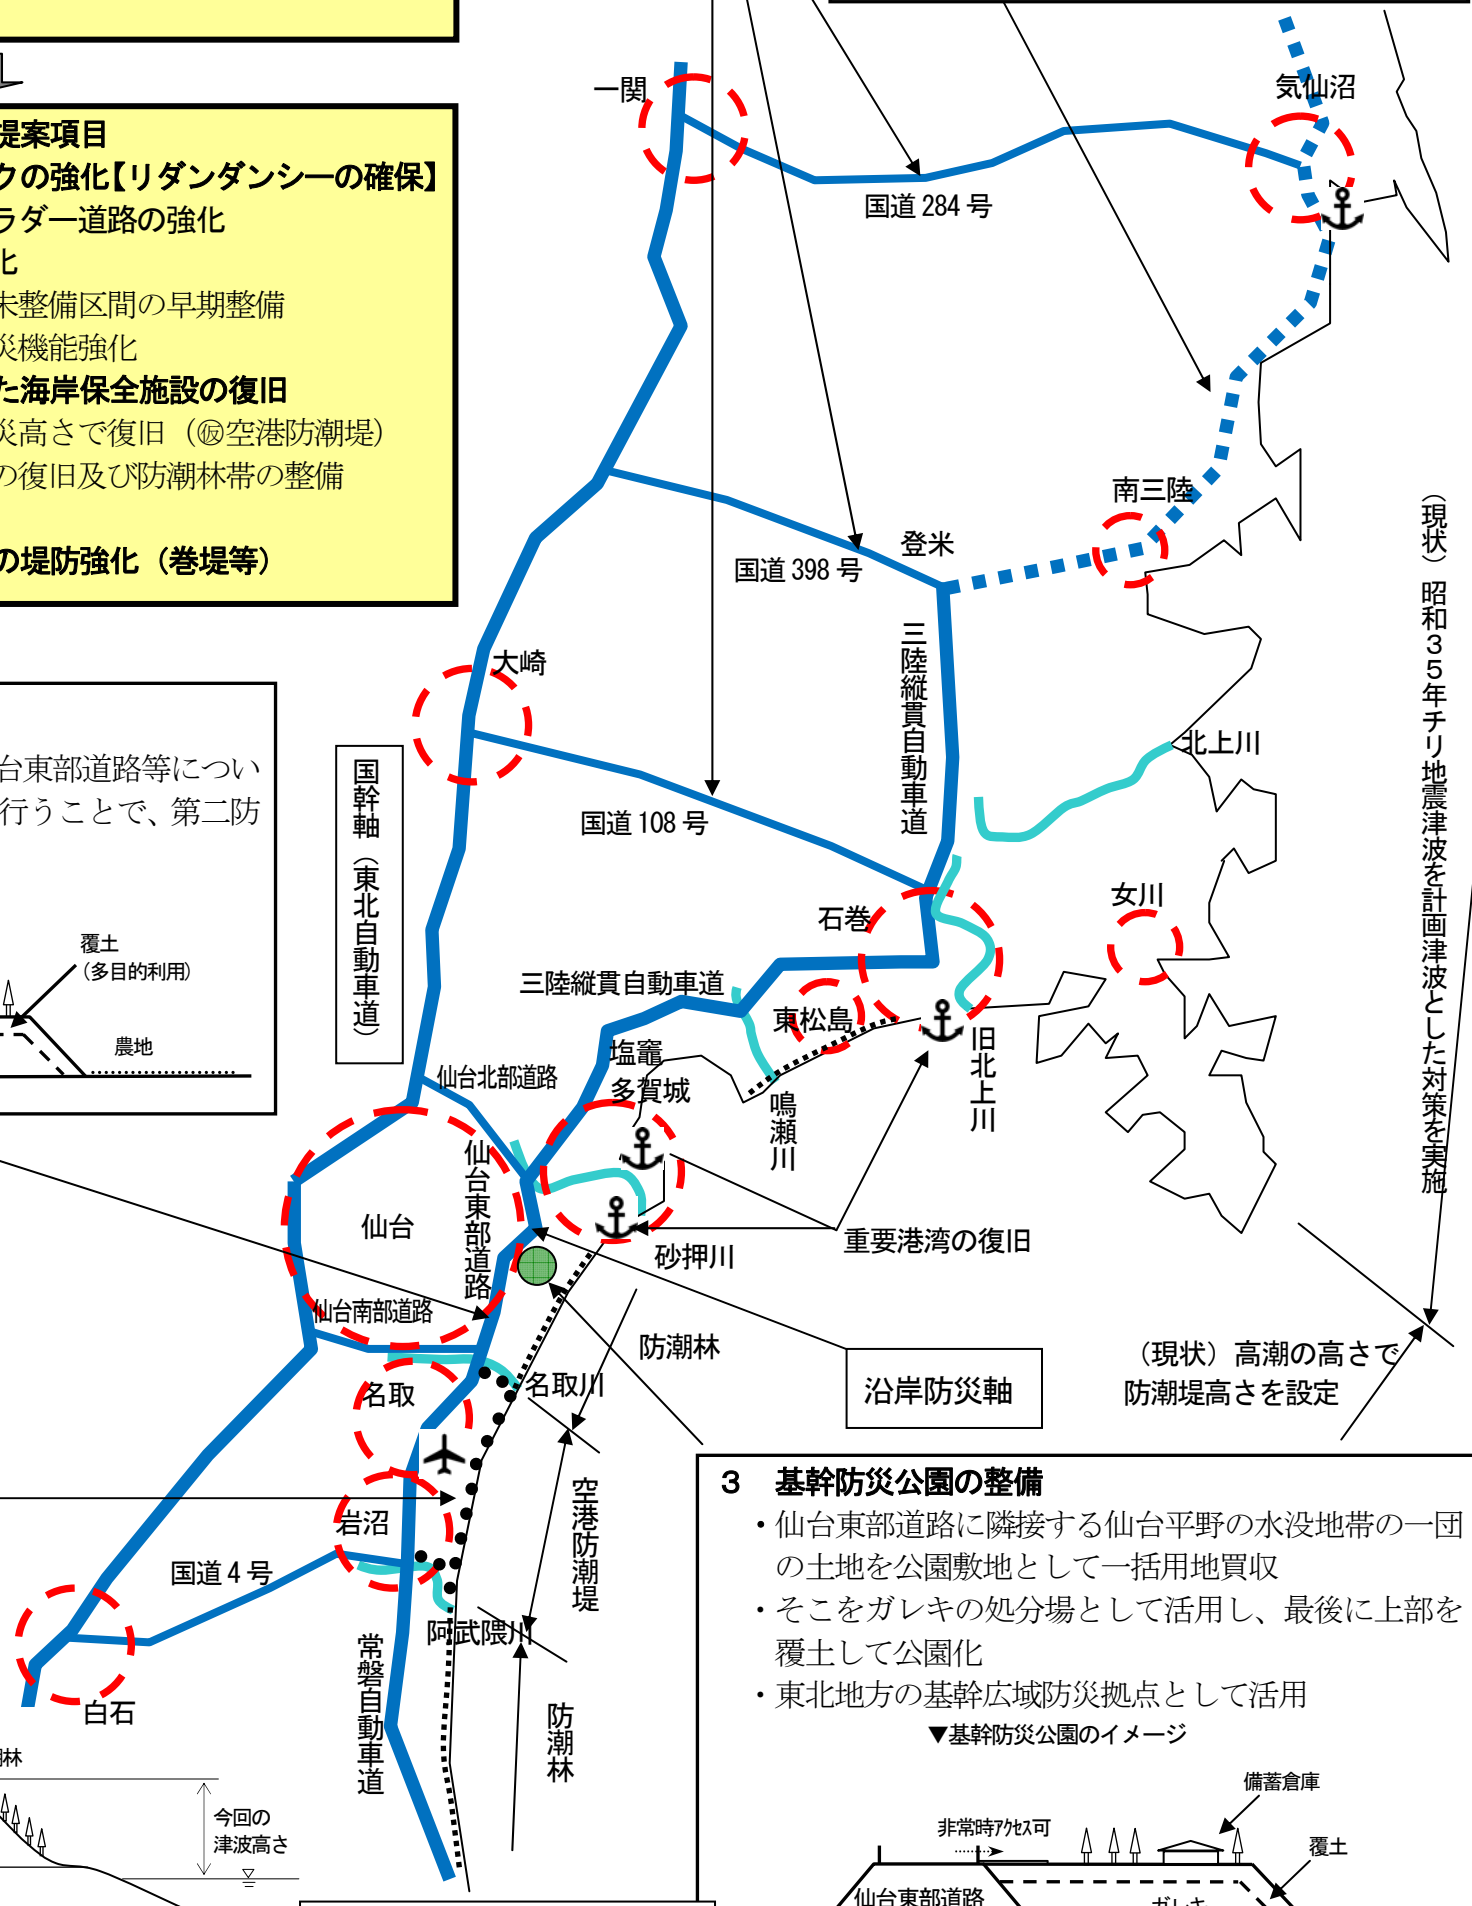 提案項目
クの強化【リダンダンシーの確保】
ラダー道路の強化
化
未整備区間の早期整備
災機能強化
た海岸保全施設の復旧
災高さで復旧（㋬空港防潮堤）
の復旧及び防潮林帯の整備
の堤防強化（巻堤等）
一関
気仙沼
国道284号
南三陸
登米
国道398号
三陸縦貫自動車道
（現状）昭和３５年チリ地震津波を計画津波とした対策を実施
大崎
台東部道路等につい
行うことで、第二防
覆土
（多目的利用）
農地
国幹軸（東北自動車道）
国道108号
北上川
石巻
女川
三陸縦貫自動車道
東松島
旧北上川
塩竈
多賀城
鳴瀬川
仙台北部道路
仙台東部道路
仙台
砂押川
重要港湾の復旧
仙台南部道路
防潮林
沿岸防災軸
（現状）高潮の高さで
防潮堤高さを設定
名取
名取川
空港防潮堤
岩沼
国道4号
阿武隈川
白石
常磐自動車道
防潮林
潮林
今回の
津波高さ
３　基幹防災公園の整備
・仙台東部道路に隣接する仙台平野の水没地帯の一団
の土地を公園敷地として一括用地買収
・そこをガレキの処分場として活用し、最後に上部を
覆土して公園化
・東北地方の基幹広域防災拠点として活用
▼基幹防災公園のイメージ
備蓄倉庫
非常時ｱｸｾｽ可
覆土
仙台東部道路
ガレキ